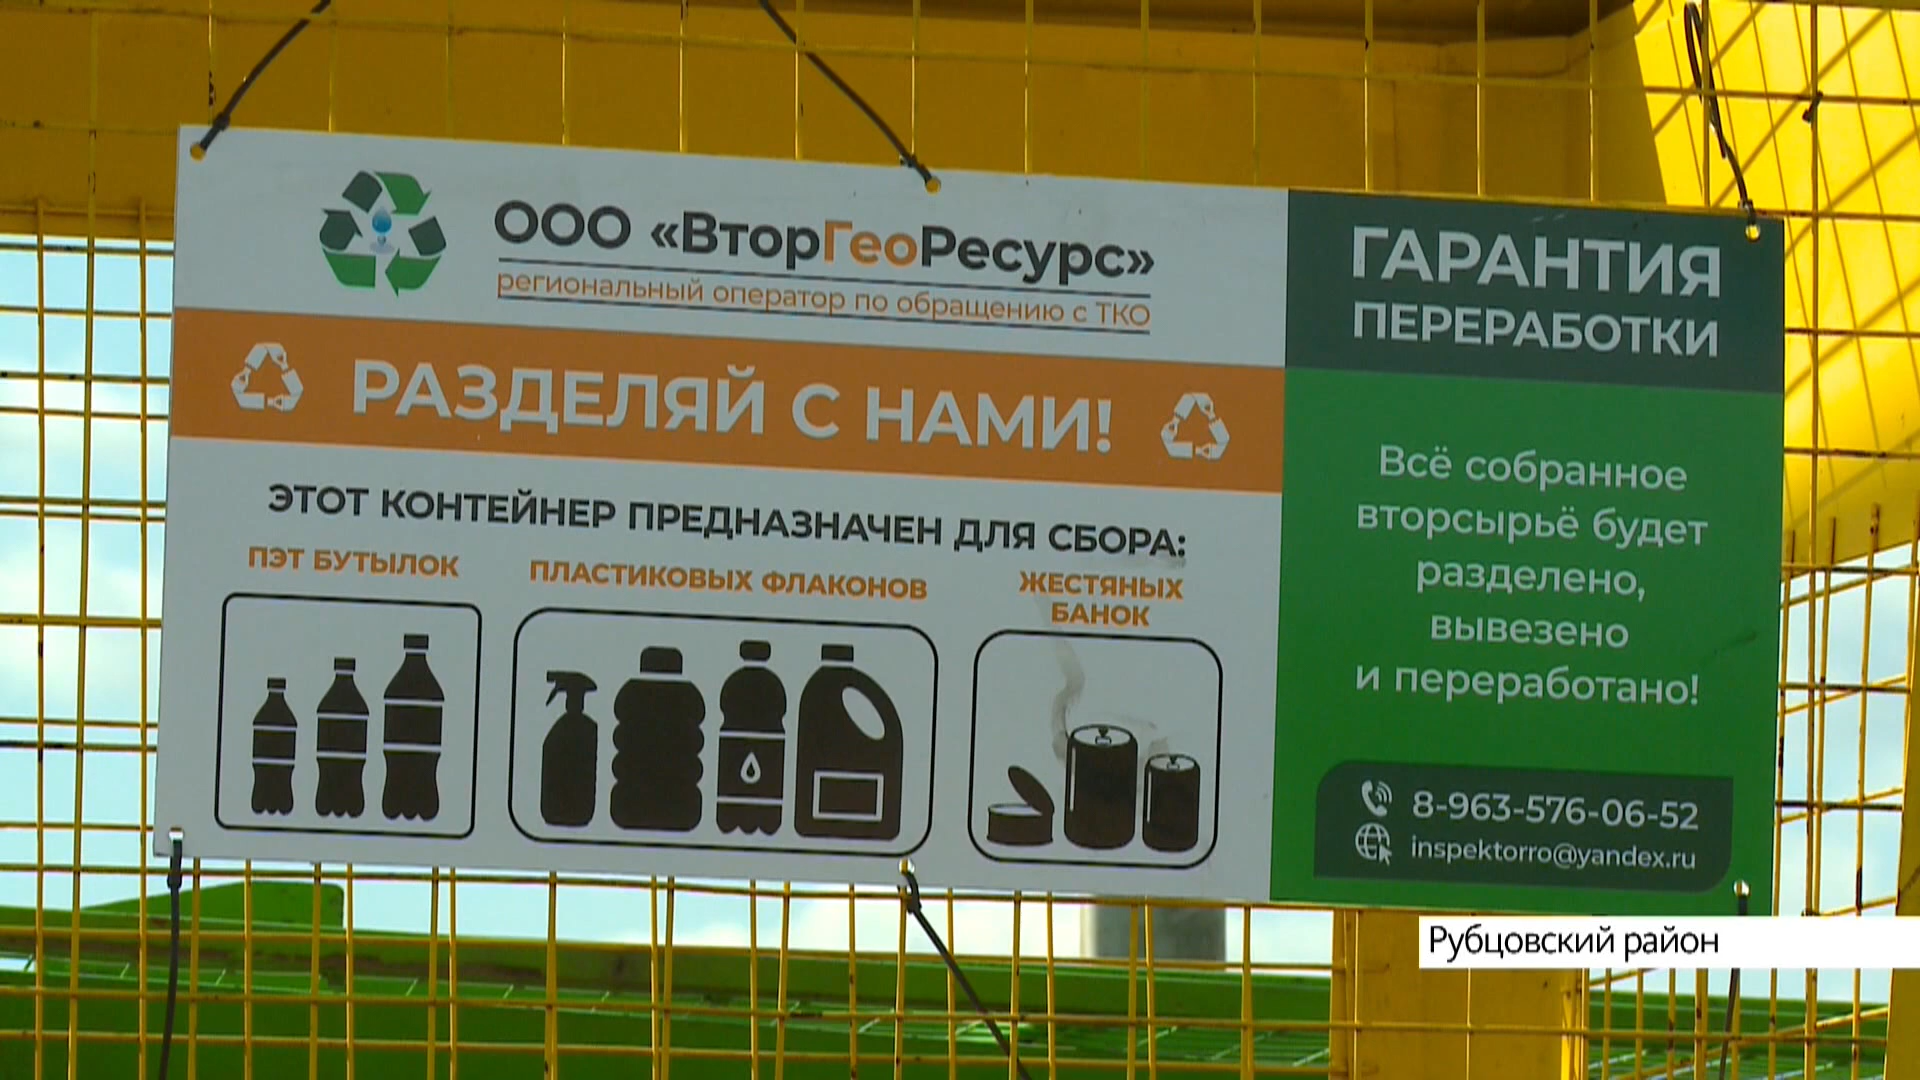 ООО «ВторГеоРесурс»
региональный оператор по обращению с ТКО
РАЗДЕЛЯЙ С НАМИ!
ЭТОТ КОНТЕЙНЕР ПРЕДНАЗНАЧЕН ДЛЯ СБОРА:
ПЭТ БУТЫЛОК
ПЛАСТИКОВЫХ ФЛАКОНОВ
ЖЕСТЯНЫХ
БАНОК
ГАРАНТИЯ
ПЕРЕРАБОТКИ
Всё собранное
вторсырьё будет
разделено,
вывезено
и переработано!
8-963-576-06-52
inspektorro@yandex.ru
Рубцовский район